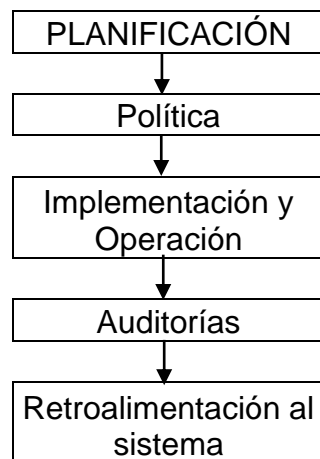 PLANIFICACIÓN
Política
Implementación y
Operación
Auditorías
Retroalimentación al
sistema